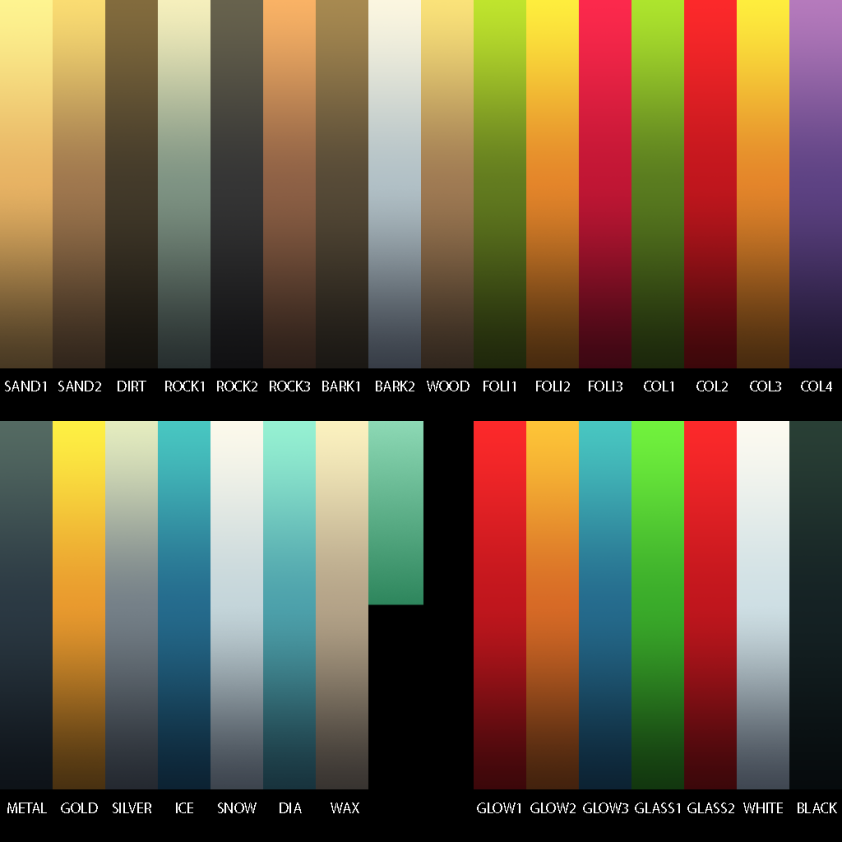 SAND1 SAND2 DIRT ROCK1 ROCK2 ROCK3 BARK1 BARK2 WOOD FOLI1 FOLI2 FOLI3 COL1 COL2 COL3 COL4
METAL GOLD SILVER ICE SNOW DIA WAX GLOW1 GLOW2 GLOW3 GLASS1 GLASS2 WHITE BLACK